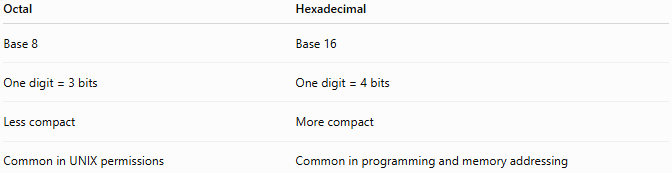 Octal Hexadecimal
Base 8 Base 16
One digit = 3 bits One digit = 4 bits
Less compact More compact
Common in UNIX permissions Common in programming and memory addressing